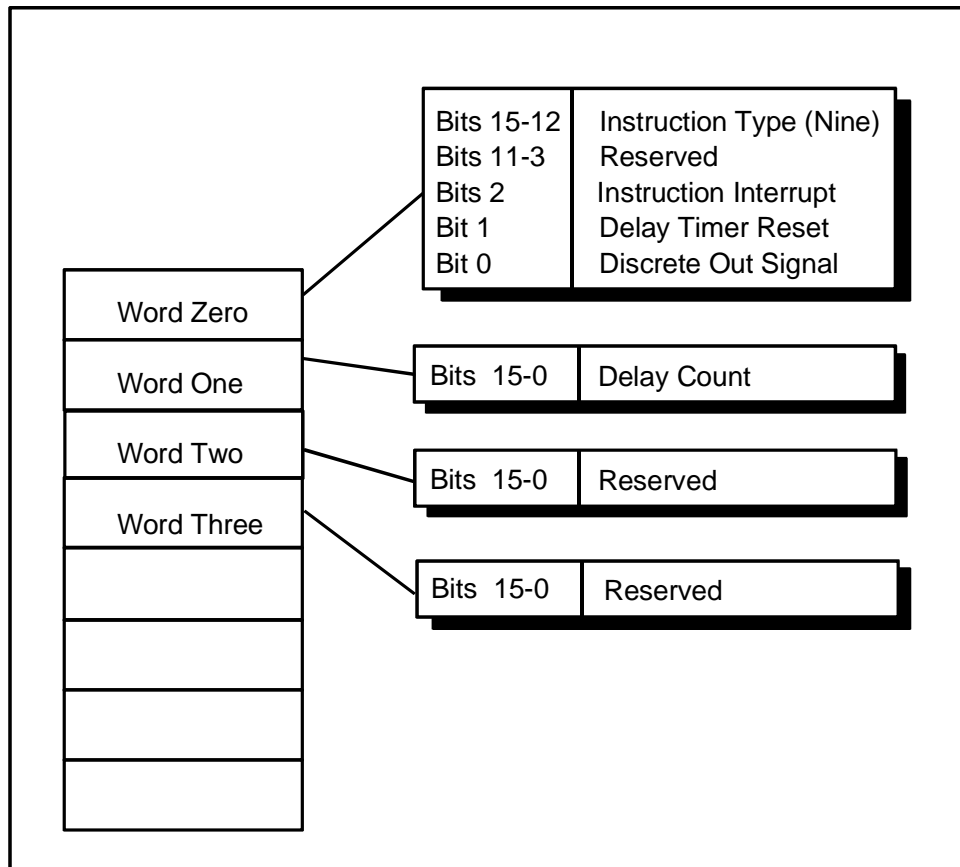 Bits 15-12 Instruction Type (Nine)
Bits 11-3 Reserved
Bits 2 Instruction Interrupt
Bit 1 Delay Timer Reset
Bit 0 Discrete Out Signal
Word Zero
Word One
Bits 15-0 Delay Count
Word Two
Bits 15-0 Reserved
Word Three
Bits 15-0 Reserved